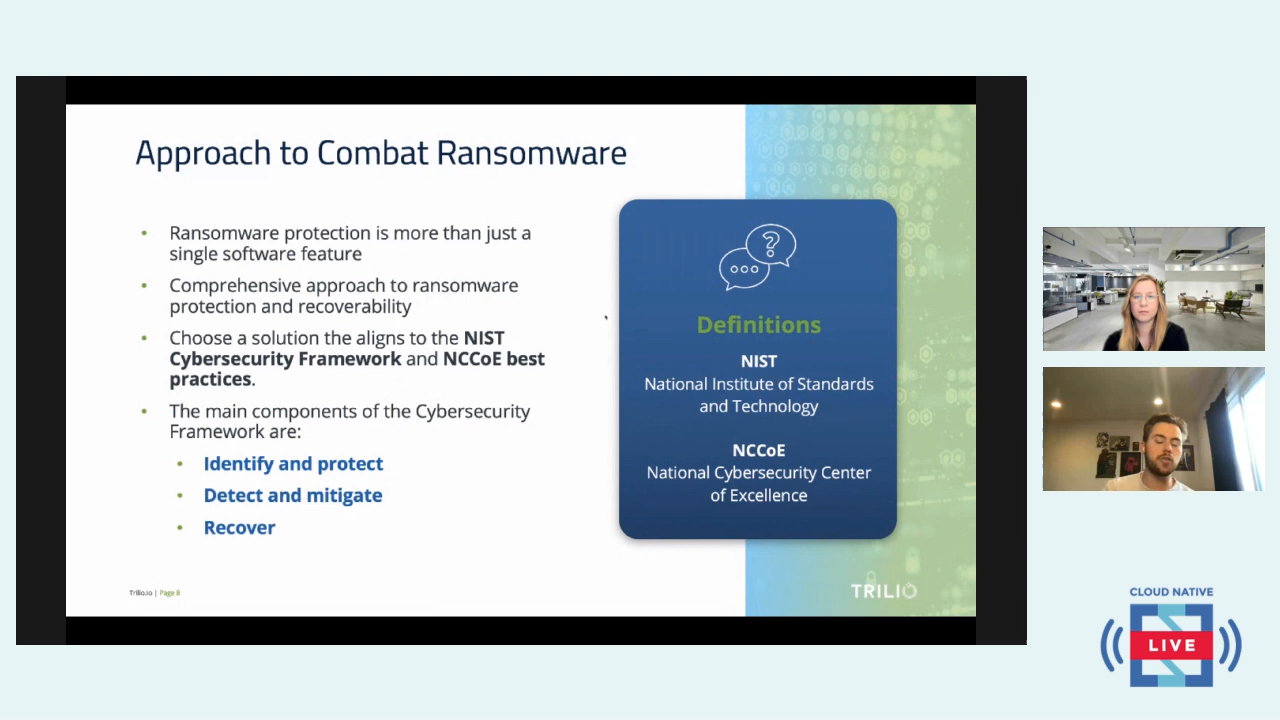 Approach to Combat Ransomware
• Ransomware protection is more than just a
single software feature
• Comprehensive approach to ransomware
protection and recoverability
• Choose a solution the aligns to the NIST
Cybersecurity Framework and NCCoE best
practices.
• The main components of the Cybersecurity
Framework are:
• Identify and protect
• Detect and mitigate
• Recover
?
Definitions
NIST
National Institute of Standards
and Technology
NCCoE
National Cybersecurity Center
of Excellence
Trilio.io | Page 8
TRILIO
CLOUD NATIVE
LIVE